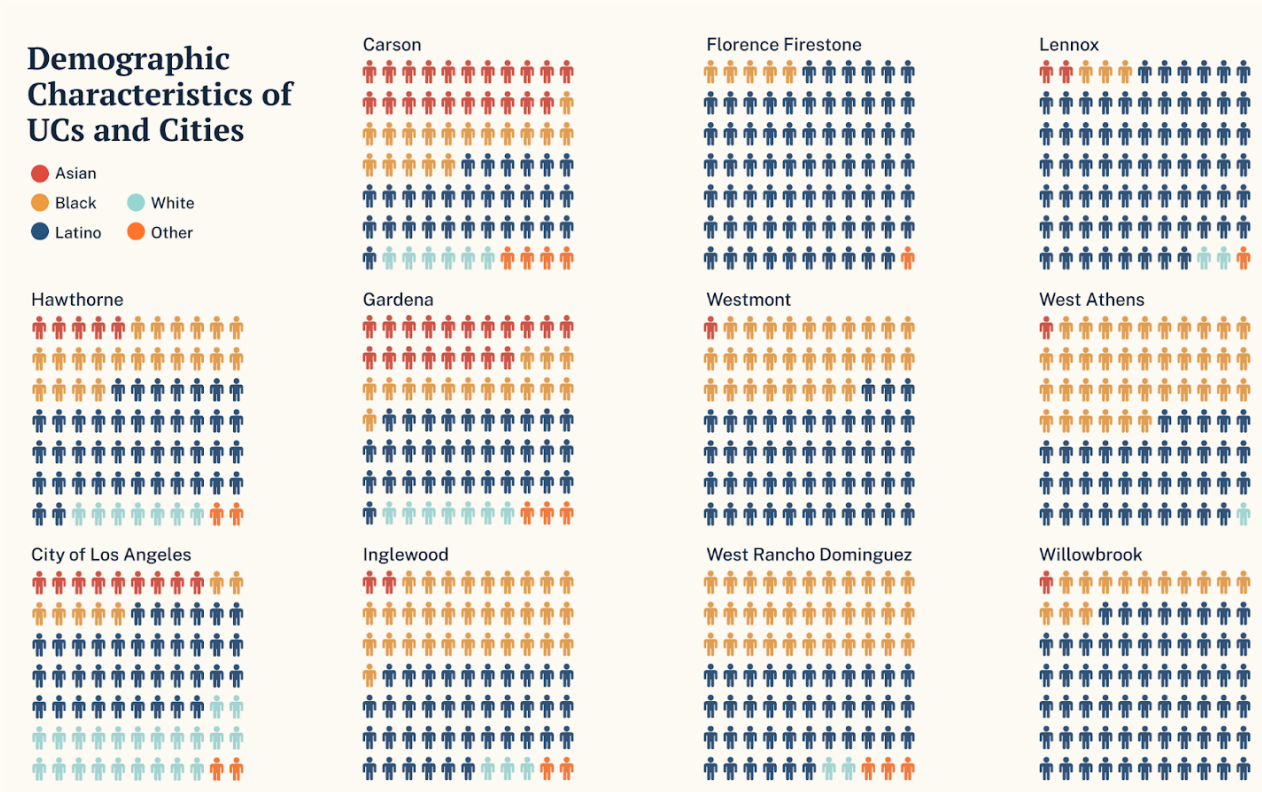 Demographic
Characteristics of
UCs and Cities
Asian
Black
White
Latino
Other
Carson
Florence Firestone
Lennox
Hawthorne
Gardena
Westmont
West Athens
City of Los Angeles
Inglewood
West Rancho Dominguez
Willowbrook